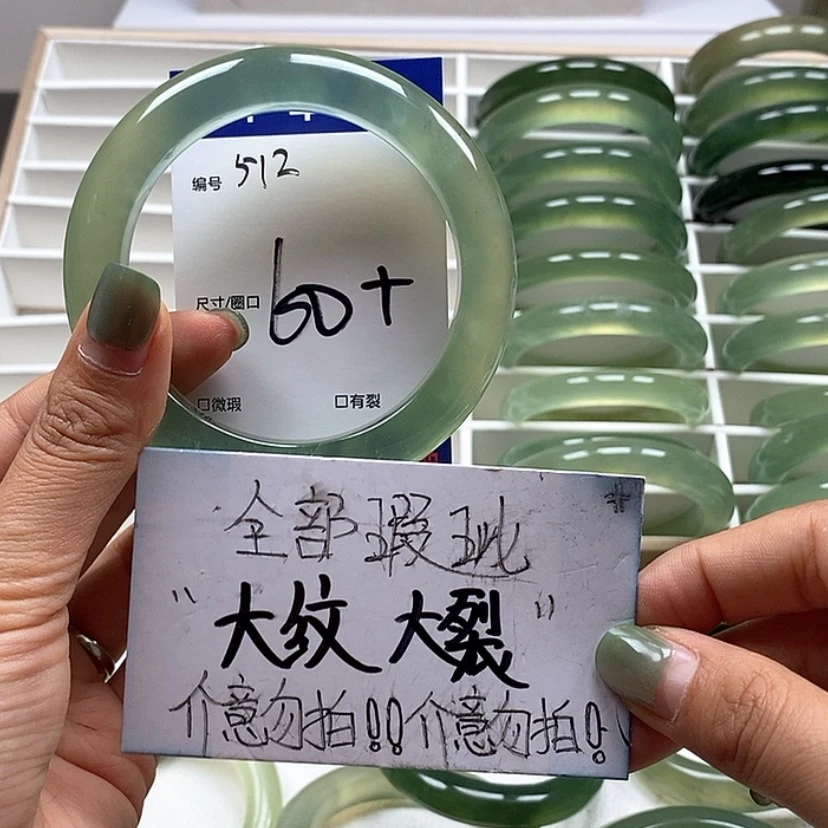 编号 512
尺寸/圈口 60+
□微瑕 □有裂
全部瑕玼
"大纹大裂"
介意勿拍!!介意勿拍!